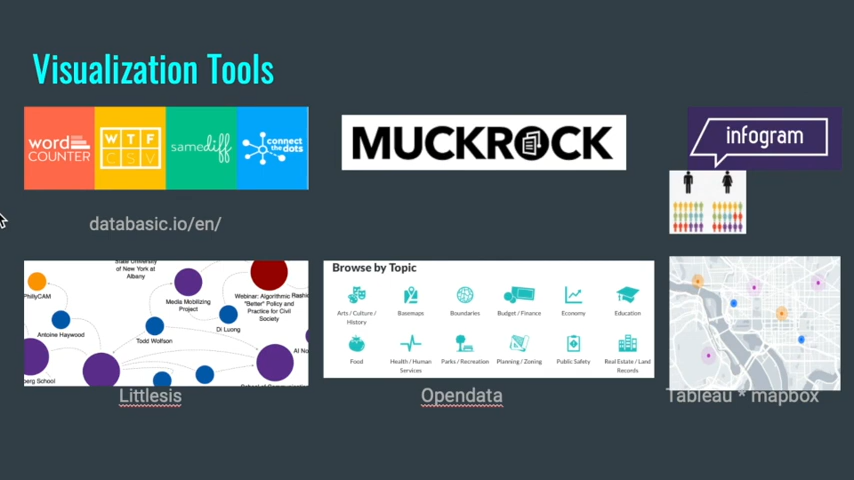 Visualization Tools
word
COUNTER
WTF
CSV
samediff
connect
the dots
MUCKROCK
infogram
databasic.io/en/
State University
of New York at
Albany
PhillyCAM
Media Mobilizing
Project
Webinar: Algorithmic
"Better" Policy and
Practice for Civil
Society
Antoine Haywood
Todd Wolfson
Di Luong
Browse by Topic
Arts / Culture /
History
Basemaps
Boundaries
Budget / Finance
Economy
Education
Food
Health / Human
Services
Parks / Recreation
Planning / Zoning
Public Safety
Real Estate / Land
Records
Littlesis
Opendata
Tableau * mapbox